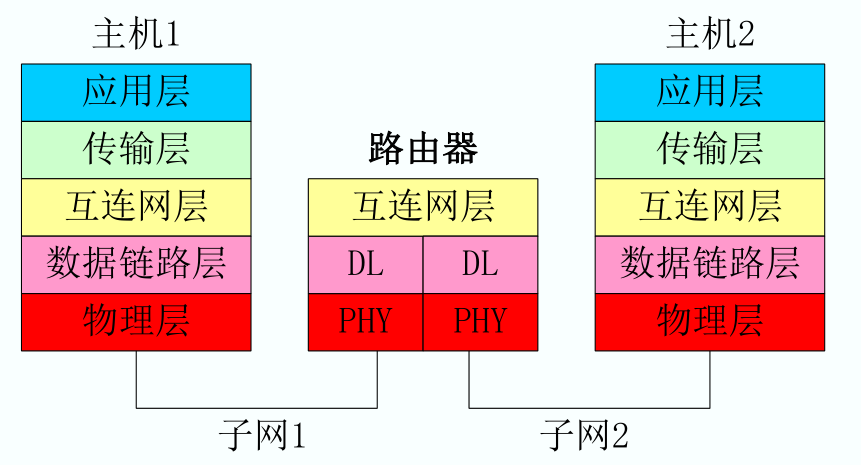 主机1
应用层
传输层
互连网层
数据链路层
物理层
路由器
互连网层
DL DL
PHY PHY
主机2
应用层
传输层
互连网层
数据链路层
物理层
子网1
子网2